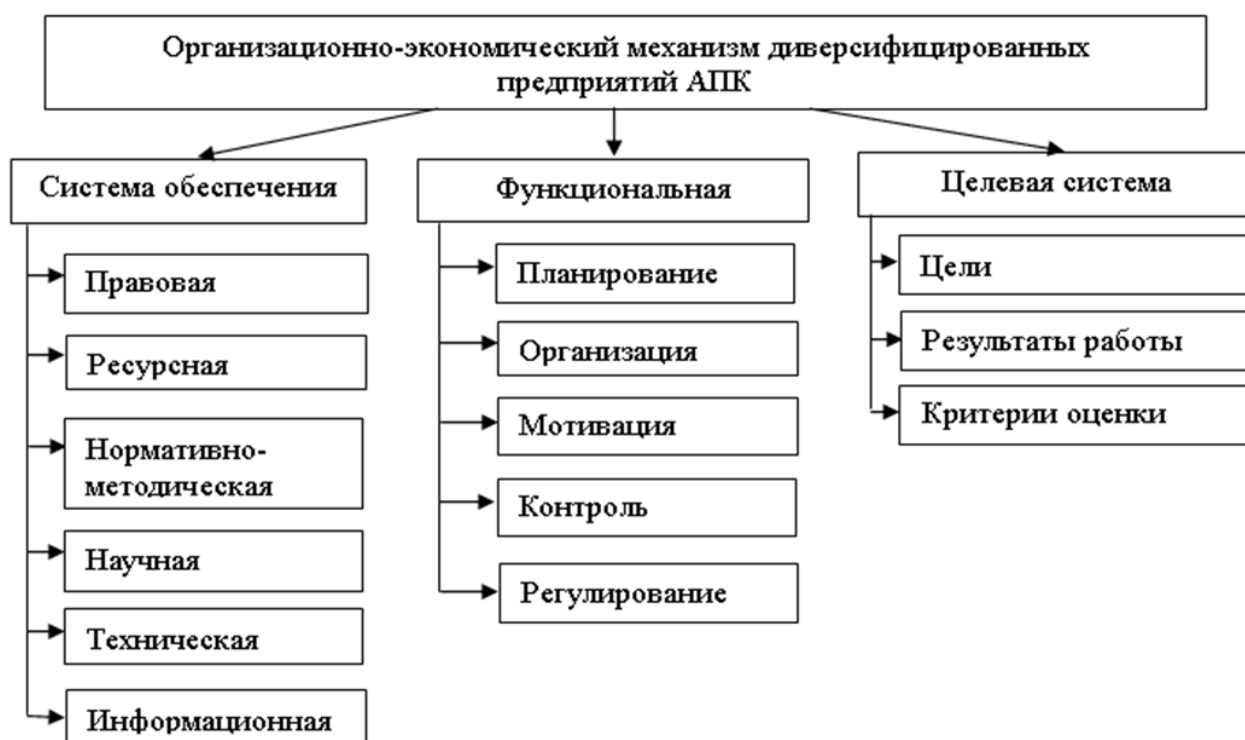 Организационно-экономический механизм диверсифицированных
предприятий АПК
Система обеспечения
Правовая
Ресурсная
Нормативно-
методическая
Научная
Техническая
Информационная
Функциональная
Планирование
Организация
Мотивация
Контроль
Регулирование
Целевая система
Цели
Результаты работы
Критерии оценки